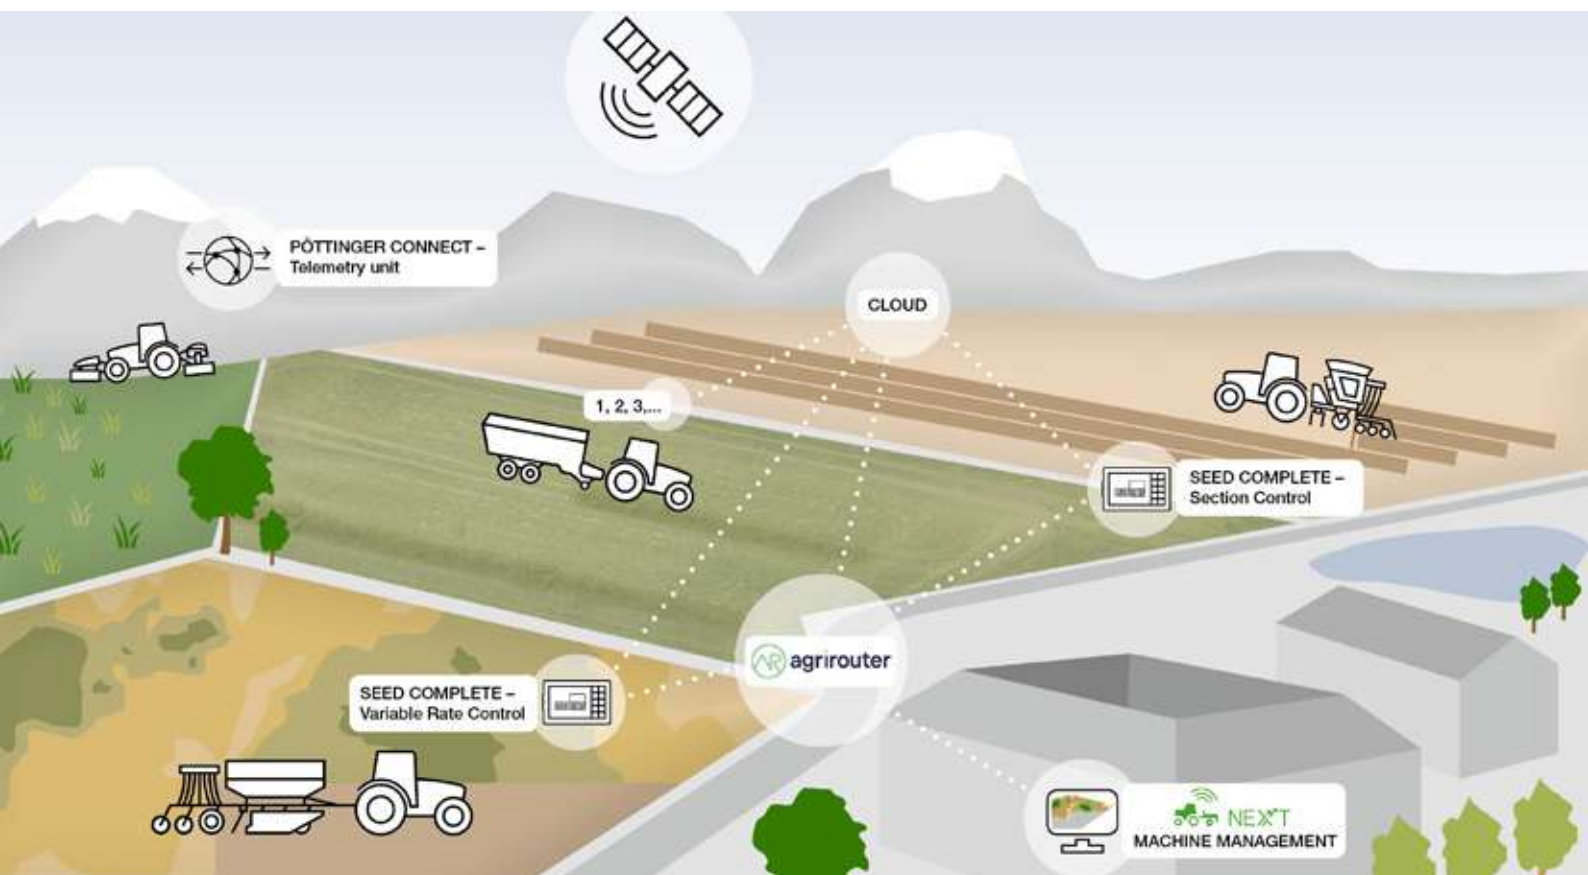 PÖTTINGER CONNECT –
Telemetry unit
CLOUD
1, 2, 3,...
SEED COMPLETE –
Section Control
agrirouter
SEED COMPLETE –
Variable Rate Control
NEXT
MACHINE MANAGEMENT